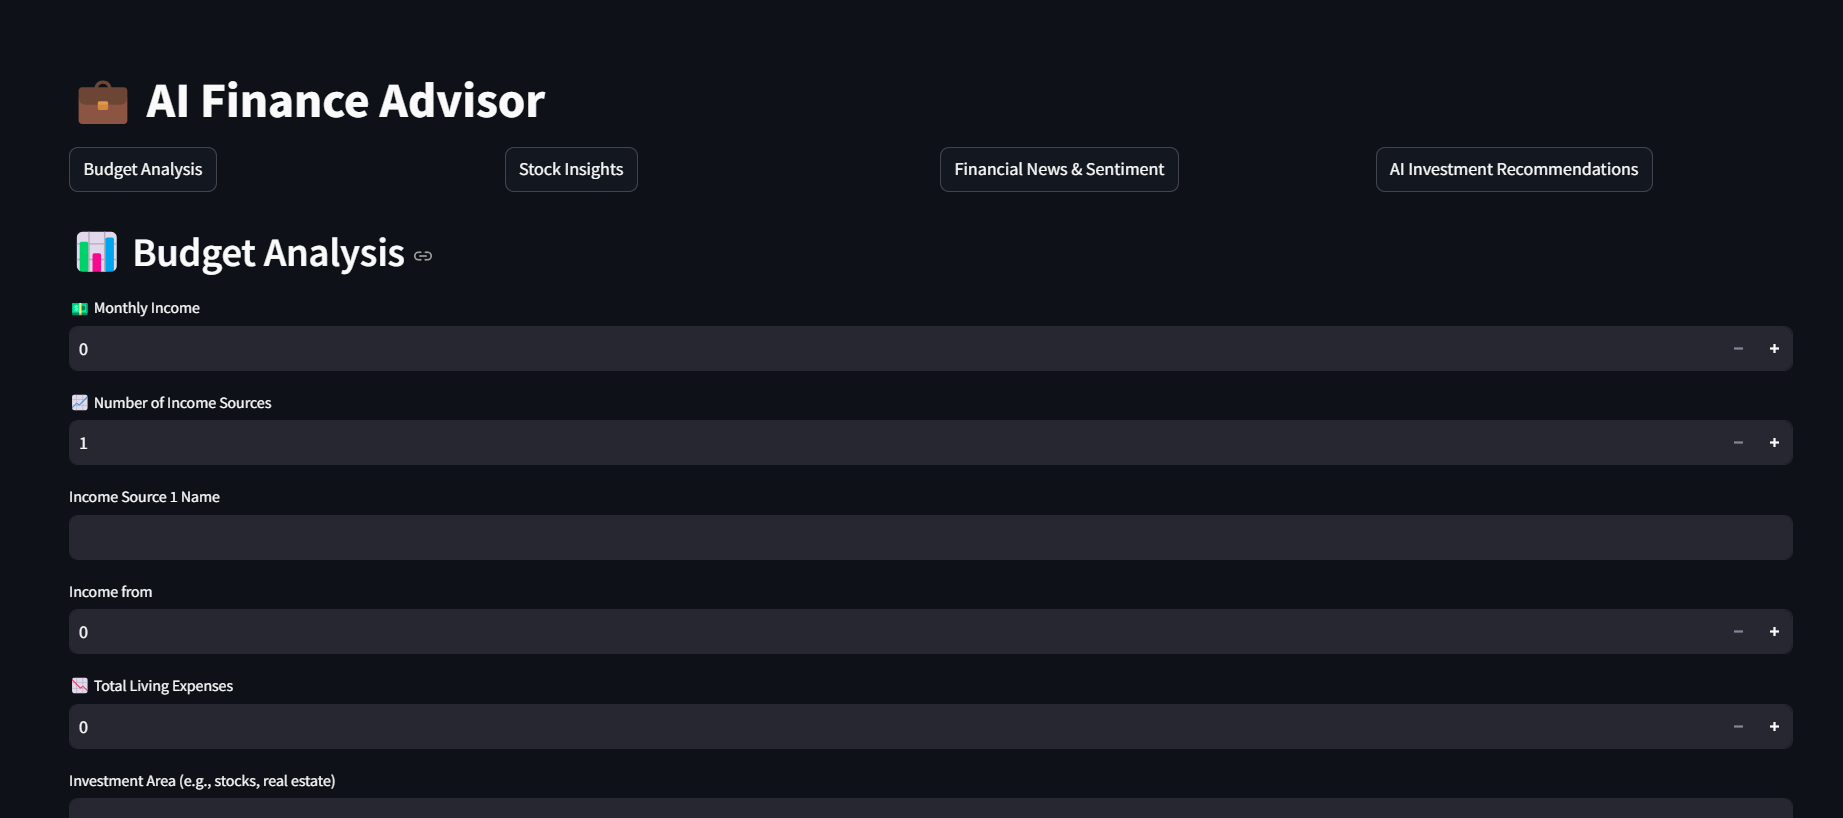 AI Finance Advisor
Budget Analysis
Stock Insights
Financial News & Sentiment
AI Investment Recommendations
Budget Analysis
Monthly Income
0
Number of Income Sources
1
Income Source 1 Name
Income from
0
Total Living Expenses
0
Investment Area (e.g., stocks, real estate)